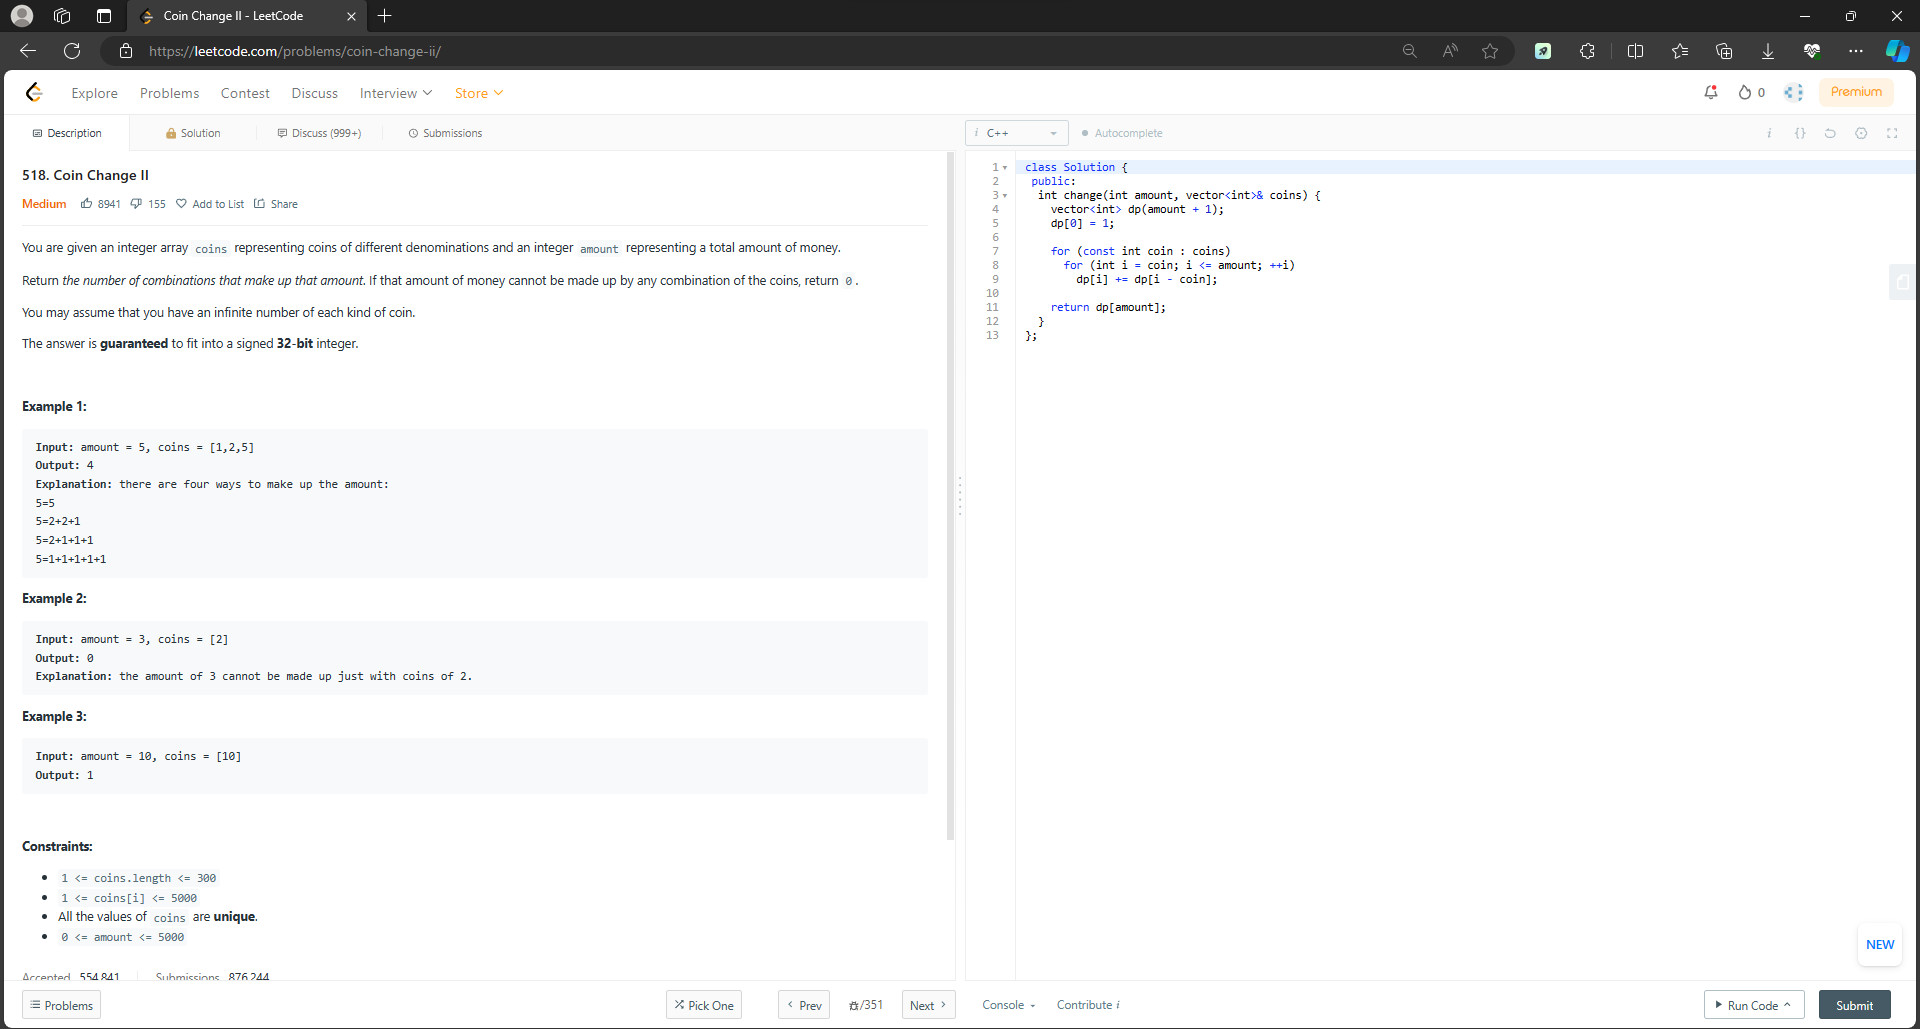 Coin Change II - LeetCode
https://leetcode.com/problems/coin-change-ii/
Explore Problems Contest Discuss Interview Store
0 Premium
Description Solution Discuss (999+) Submissions
518. Coin Change II
Medium 8941 155 Add to List Share
You are given an integer array coins representing coins of different denominations and an integer amount representing a total amount of money.
Return the number of combinations that make up that amount. If that amount of money cannot be made up by any combination of the coins, return 0.
You may assume that you have an infinite number of each kind of coin.
The answer is guaranteed to fit into a signed 32-bit integer.
Example 1:
Input: amount = 5, coins = [1,2,5]
Output: 4
Explanation: there are four ways to make up the amount:
5=5
5=2+2+1
5=2+1+1+1
5=1+1+1+1+1
Example 2:
Input: amount = 3, coins = [2]
Output: 0
Explanation: the amount of 3 cannot be made up just with coins of 2.
Example 3:
Input: amount = 10, coins = [10]
Output: 1
Constraints:
1 <= coins.length <= 300
1 <= coins[i] <= 5000
All the values of coins are unique.
0 <= amount <= 5000
Accepted 554,841 Submissions 876,244
Problems Pick One Prev /351 Next
i C++ Autocomplete i {}
1 class Solution {
2 public:
3 int change(int amount, vector<int>& coins) {
4 vector<int> dp(amount + 1);
5 dp[0] = 1;
6
7 for (const int coin : coins)
8 for (int i = coin; i <= amount; ++i)
9 dp[i] += dp[i - coin];
10
11 return dp[amount];
12 }
13 };
NEW
Console Contribute i Run Code Submit